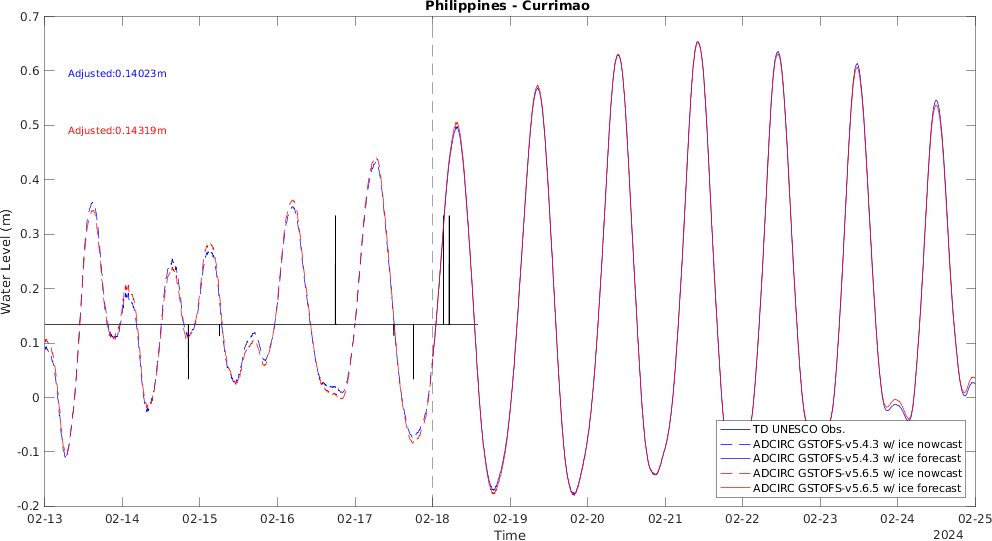 Philippines - Currimao
0.7
0.6
0.5
0.4
0.3
0.2
0.1
0
-0.1
-0.2
Water Level (m)
Adjusted:0.14023m
Adjusted:0.14319m
TD UNESCO Obs.
ADCIRC GSTOFS-v5.4.3 w/ ice nowcast
ADCIRC GSTOFS-v5.4.3 w/ ice forecast
ADCIRC GSTOFS-v5.6.5 w/ ice nowcast
ADCIRC GSTOFS-v5.6.5 w/ ice forecast
02-13 02-14 02-15 02-16 02-17 02-18 02-19 02-20 02-21 02-22 02-23 02-24 02-25
Time
2024